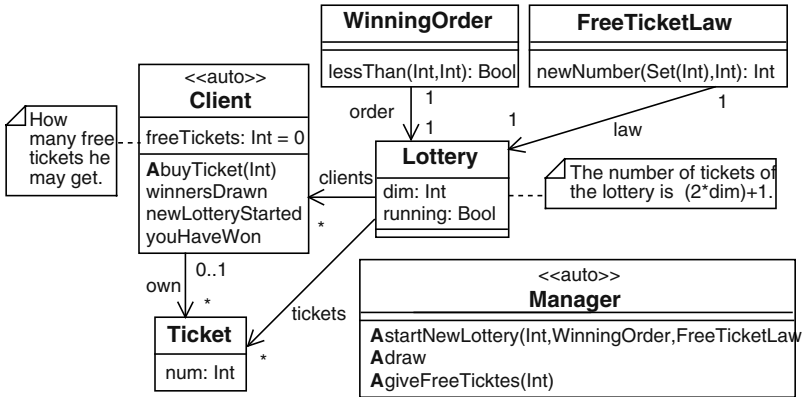 WinningOrder
lessThan(Int,Int): Bool
FreeTicketLaw
newNumber(Set(Int),Int): Int
<<auto>>
Client
freeTickets: Int = 0
AbuyTicket(Int)
winnersDrawn
newLotteryStarted
youHaveWon
How
many free
tickets he
may get.
order
1
1
1
law
1
Lottery
dim: Int
running: Bool
The number of tickets of
the lottery is (2*dim)+1.
clients
*
own
0..1
*
tickets
*
Ticket
num: Int
<<auto>>
Manager
AstartNewLottery(Int,WinningOrder,FreeTicketLaw
Adraw
AgiveFreeTicktes(Int)